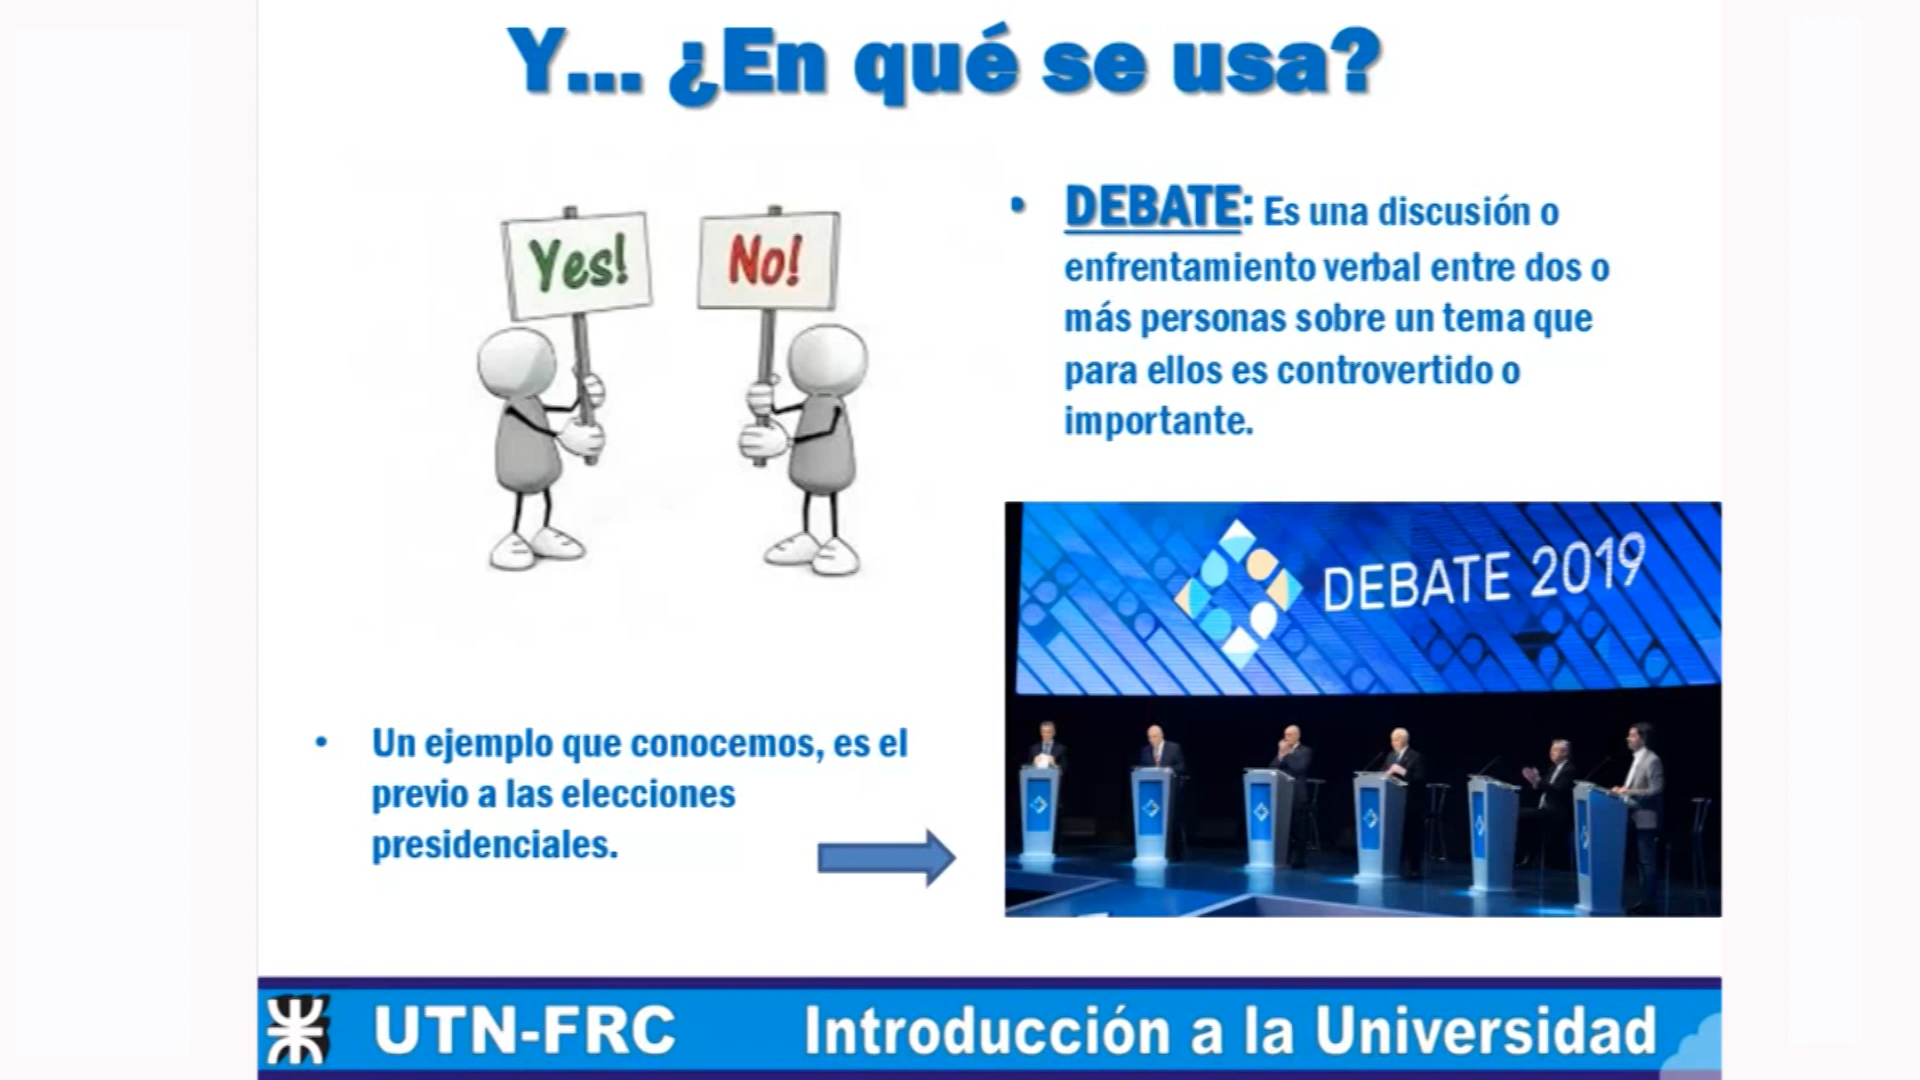 Y... ¿En qué se usa?
Yes!
No!
• DEBATE: Es una discusión o
enfrentamiento verbal entre dos o
más personas sobre un tema que
para ellos es controvertido o
importante.
DEBATE 2019
• Un ejemplo que conocemos, es el
previo a las elecciones
presidenciales.
UTN-FRC Introducción a la Universidad